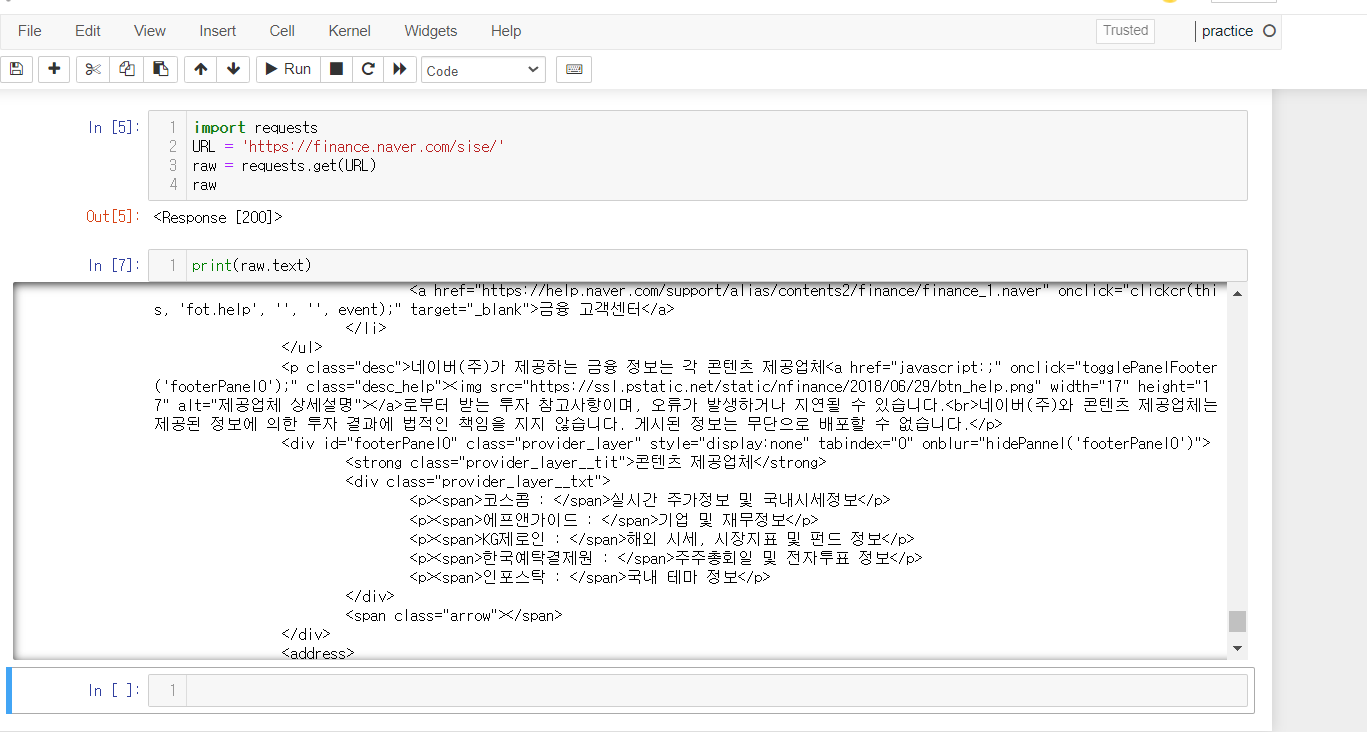 File Edit View Insert Cell Kernel Widgets Help Trusted practice
Run Code
In [5]: 1 import requests
2 URL = 'https://finance.naver.com/sise/'
3 raw = requests.get(URL)
4 raw
Out[5]: <Response [200]>
In [7]: 1 print(raw.text)
<a href="https://help.naver.com/support/alias/contents2/finance/finance_1.naver" onclick="clickcr(thi
s, 'fot.help', '', '', event);" target="_blank">금융 고객센터</a>
</li>
</ul>
<p class="desc">네이버(주)가 제공하는 금융 정보는 각 콘텐츠 제공업체<a href="javascript:;" onclick="togglePanelFooter
('footerPanel0');" class="desc_help"><img src="https://ssl.pstatic.net/static/nfinance/2018/06/29/btn_help.png" width="17" height="1
7" alt="제공업체 상세설명"></a>로부터 받는 투자 참고사항이며, 오류가 발생하거나 지연될 수 있습니다.<br>네이버(주)와 콘텐츠 제공업체는
제공된 정보에 의한 투자 결과에 법적인 책임을 지지 않습니다. 게시된 정보는 무단으로 배포할 수 없습니다.</p>
<div id="footerPanel0" class="provider_layer" style="display:none" tabindex="0" onblur="hidePannel('footerPanel0')">
<strong class="provider_layer__tit">콘텐츠 제공업체</strong>
<div class="provider_layer__txt">
<p><span>코스콤 : </span>실시간 주가정보 및 국내시세정보</p>
<p><span>에프앤가이드 : </span>기업 및 재무정보</p>
<p><span>KG제로인 : </span>해외 시세, 시장지표 및 펀드 정보</p>
<p><span>한국예탁결제원 : </span>주주총회일 및 전자투표 정보</p>
<p><span>인포스탁 : </span>국내 테마 정보</p>
</div>
<span class="arrow"></span>
</div>
<address>
In [ ]: 1